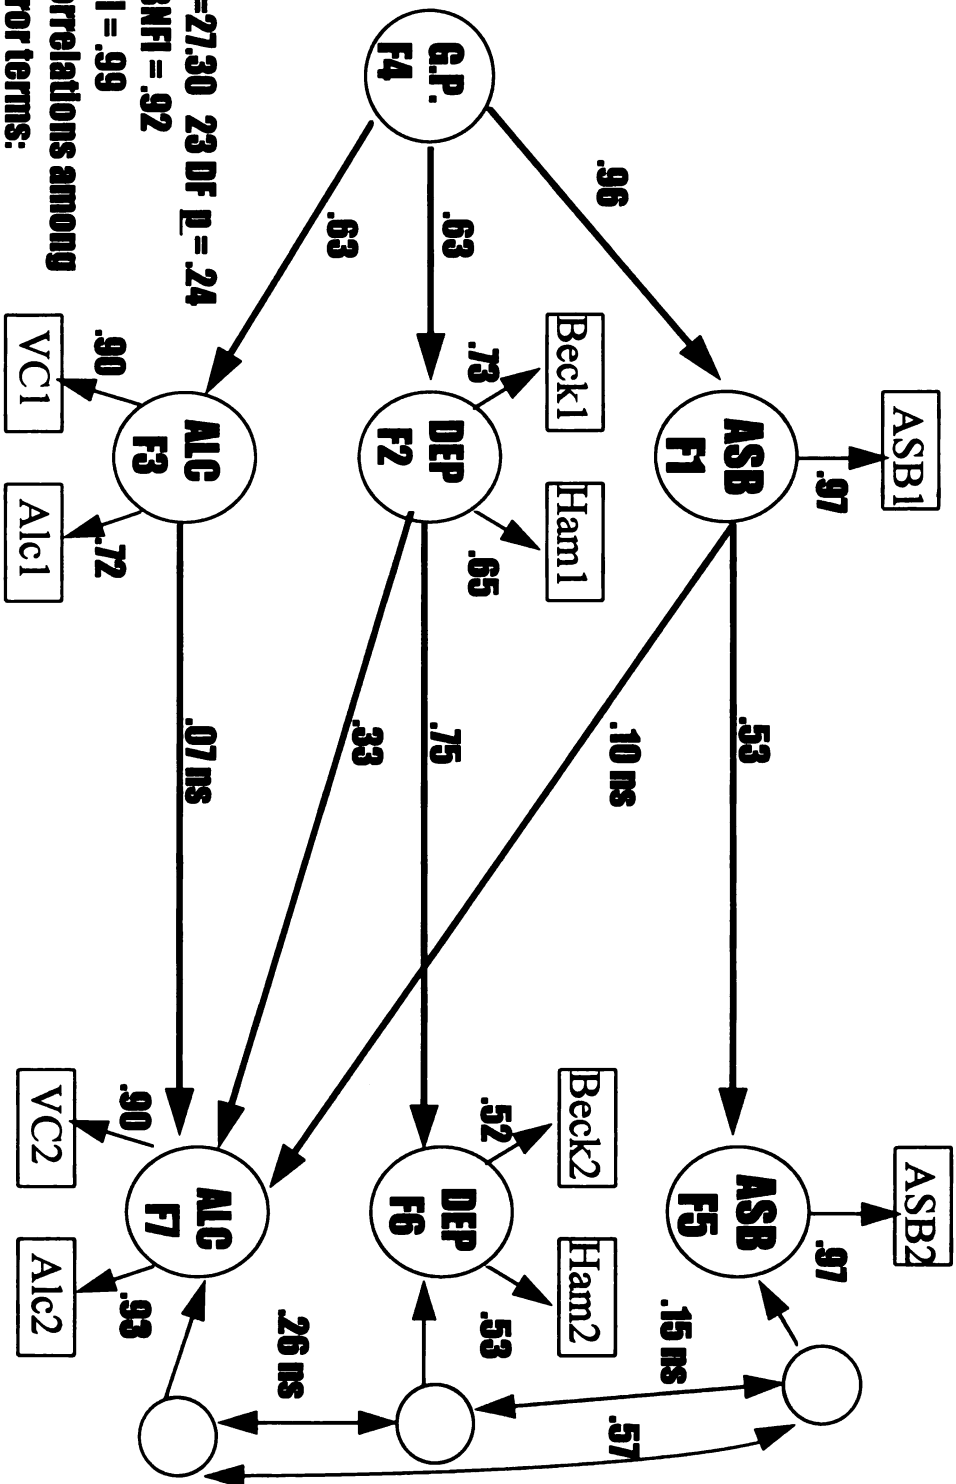 ASB1
.97
ASB2
.97
.96
ASB
F1
.53
ASB
F5
.10 ns
.15 ns
Beck1
Ham1
Beck2
Ham2
.73
.65
.52
.53
G.P.
F4
.63
DEP
F2
.75
DEP
F6
.57
.33
.63
.26 ns
ALC
F3
.07 ns
ALC
F7
.90
.72
.90
.93
VC1
Alc1
VC2
Alc2
=27.30 23 DF p = .24
BNFI = .92
I = .99
orrelations among
ror terms: